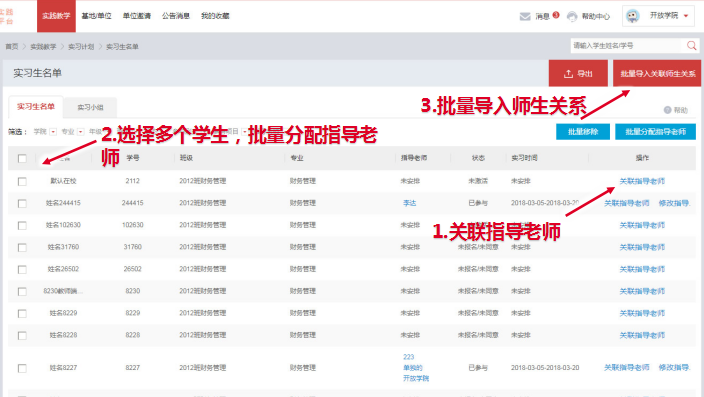 实践
平台
实践教学 基地/单位 单位邀请 公告消息 我的收藏 消息 3 帮助中心 开放学院
首页 > 实践教学 > 实习计划 > 实习生名单 请输入学生姓名/学号
实习生名单 导出 批量导入关联师生关系
实习生名单 实习小组
3.批量导入师生关系
帮助
筛选: 学院 专业 年级 项目 批量移除 批量分配指导老师
2.选择多个学生，批量分配指导老
师
学号 班级 专业 指导老师 状态 实习时间 操作
默认在校 2112 2012班财务管理 财务管理 未安排 未激活 未安排 关联指导老师
姓名244415 244415 2012班财务管理 财务管理 李达 已参与 2018-03-05-2018-03-20 关联指导老师 修改指导
姓名102630 102630 2012班财务管理 财务管理 未安排 关联指导老师
1.关联指导老师
姓名31760 31760 2012班财务管理 财务管理 未安排 未报名/未同意 未安排 关联指导老师
姓名26502 26502 2012班财务管理 财务管理 未安排 未报名/未同意 未安排 关联指导老师
8230教师端... 8230 2012班财务管理 财务管理 未安排 未报名/未同意 未安排 关联指导老师
姓名8229 8229 2012班财务管理 财务管理 未安排 未报名/未同意 未安排 关联指导老师
姓名8228 8228 2012班财务管理 财务管理 未安排 未报名/未同意 未安排 关联指导老师
姓名8227 8227 2012班财务管理 财务管理 223 已参与 2018-03-05-2018-03-20 关联指导老师 修改指导
单独的
开放学院